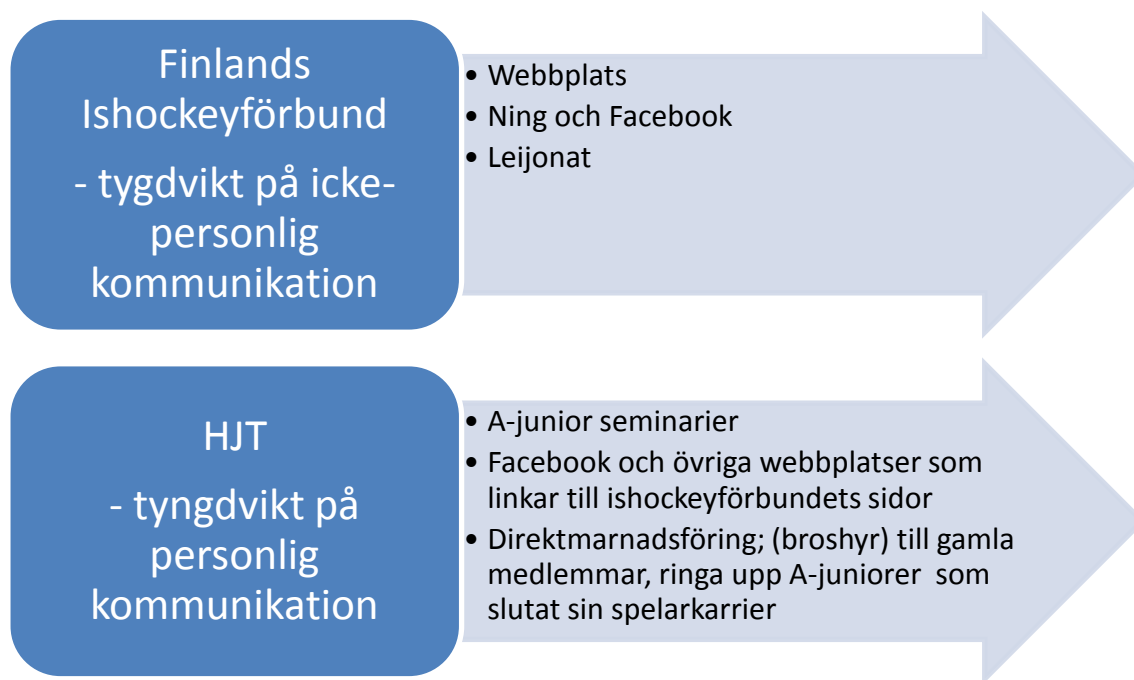 Finlands
Ishockeyförbund
- tygdvikt på icke-
personlig
kommunikation
• Webbplats
• Ning och Facebook
• Leijonat
HJT
- tyngdvikt på
personlig
kommunikation
• A-junior seminarier
• Facebook och övriga webbplatser som
linkar till ishockeyförbundets sidor
• Direktmarnadsföring; (broshyr) till gamla
medlemmar, ringa upp A-juniorer som
slutat sin spelarkarrier